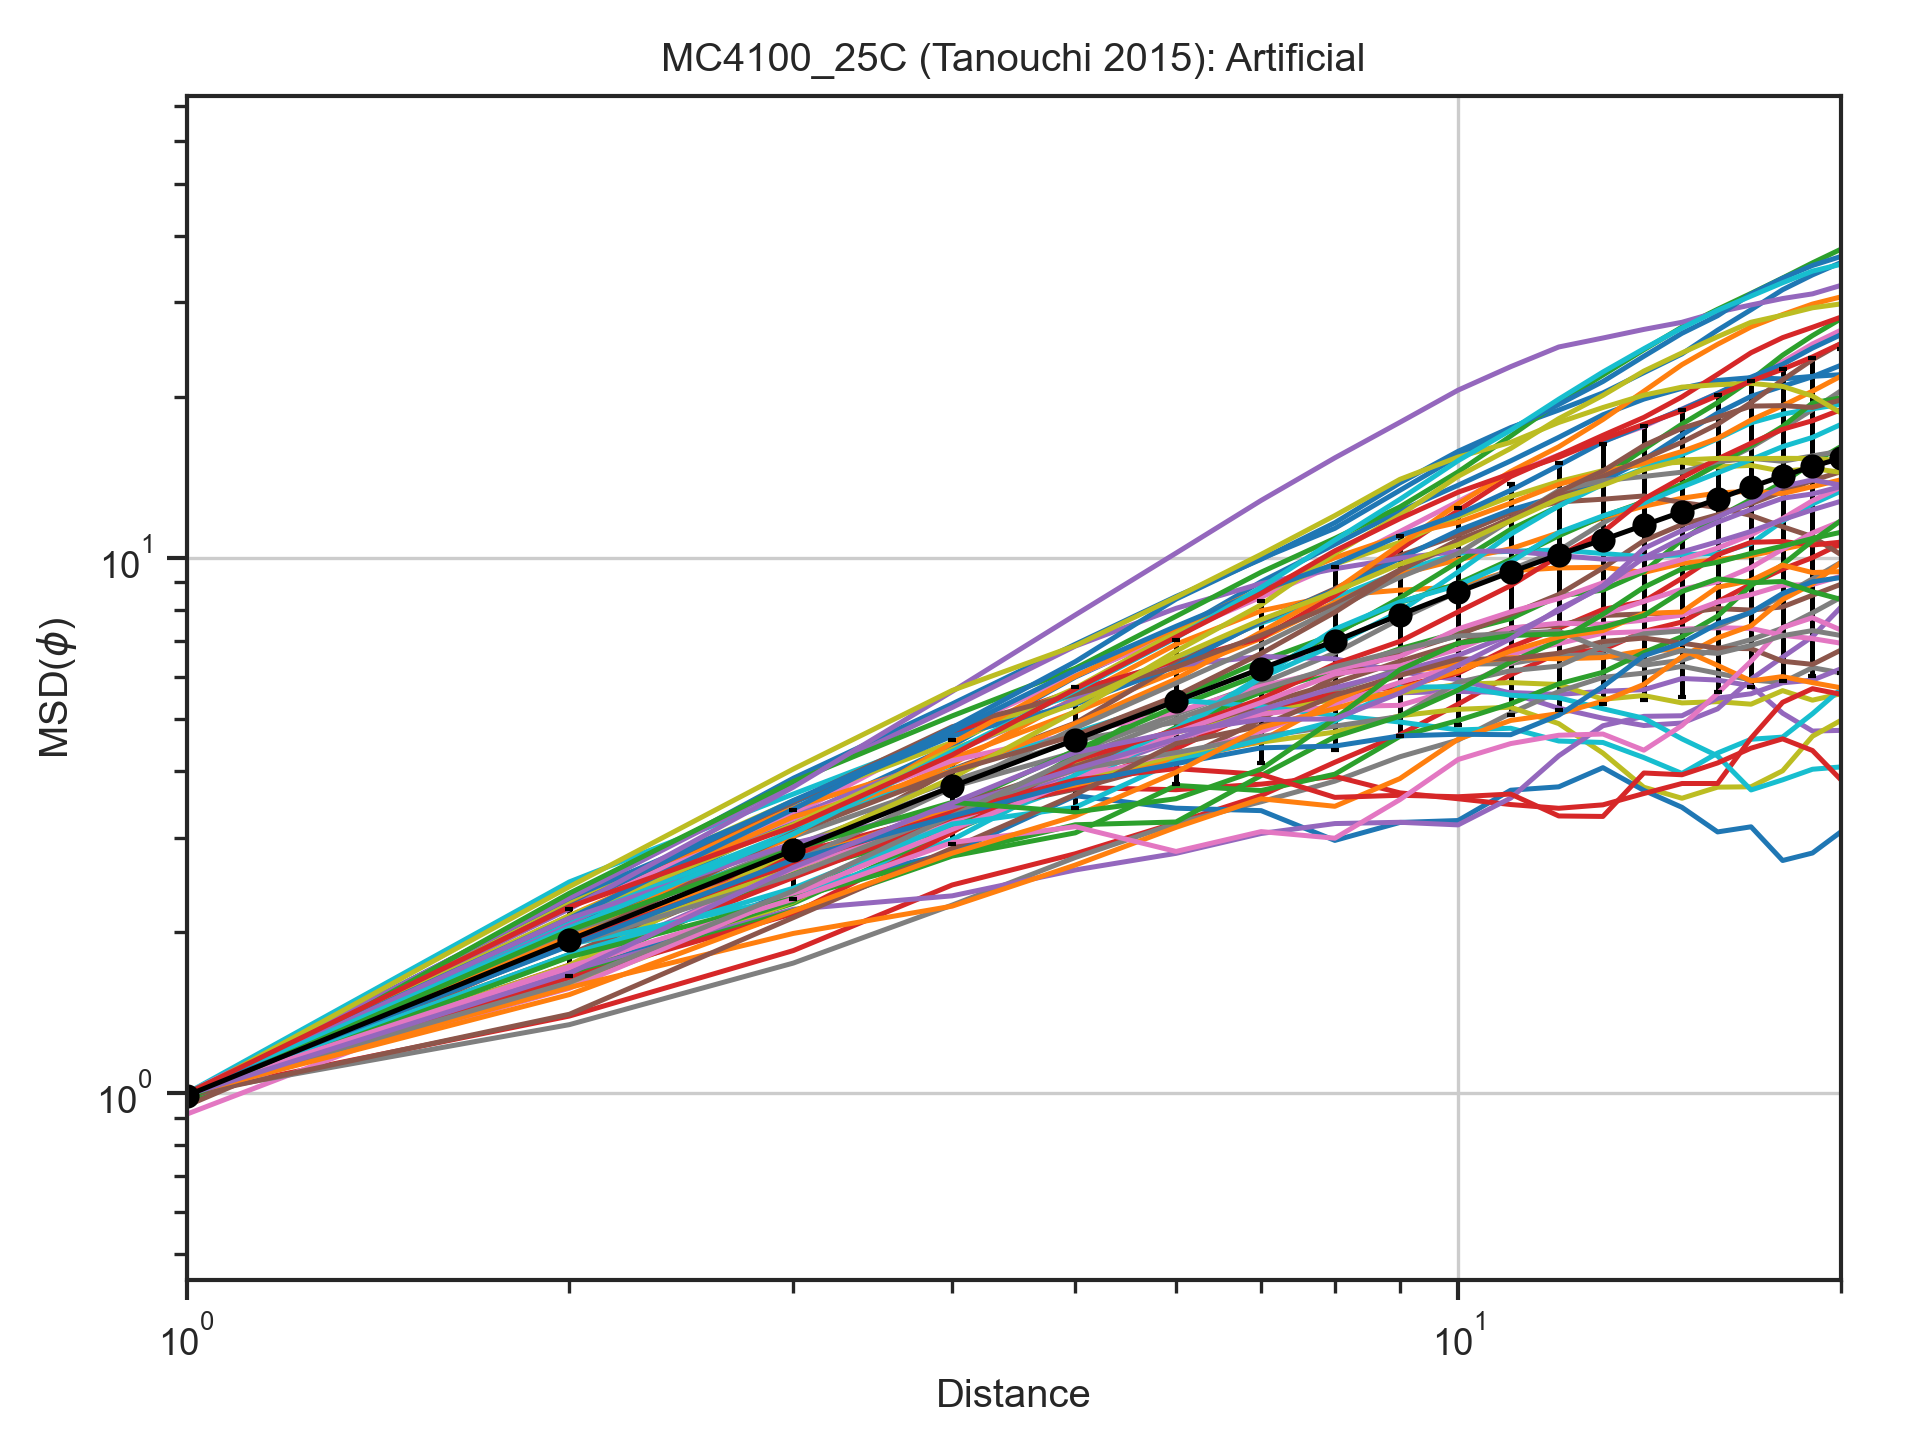 MC4100_25C (Tanouchi 2015): Artificial
MSD(ϕ)
10¹
10⁰
10⁰ 10¹
Distance